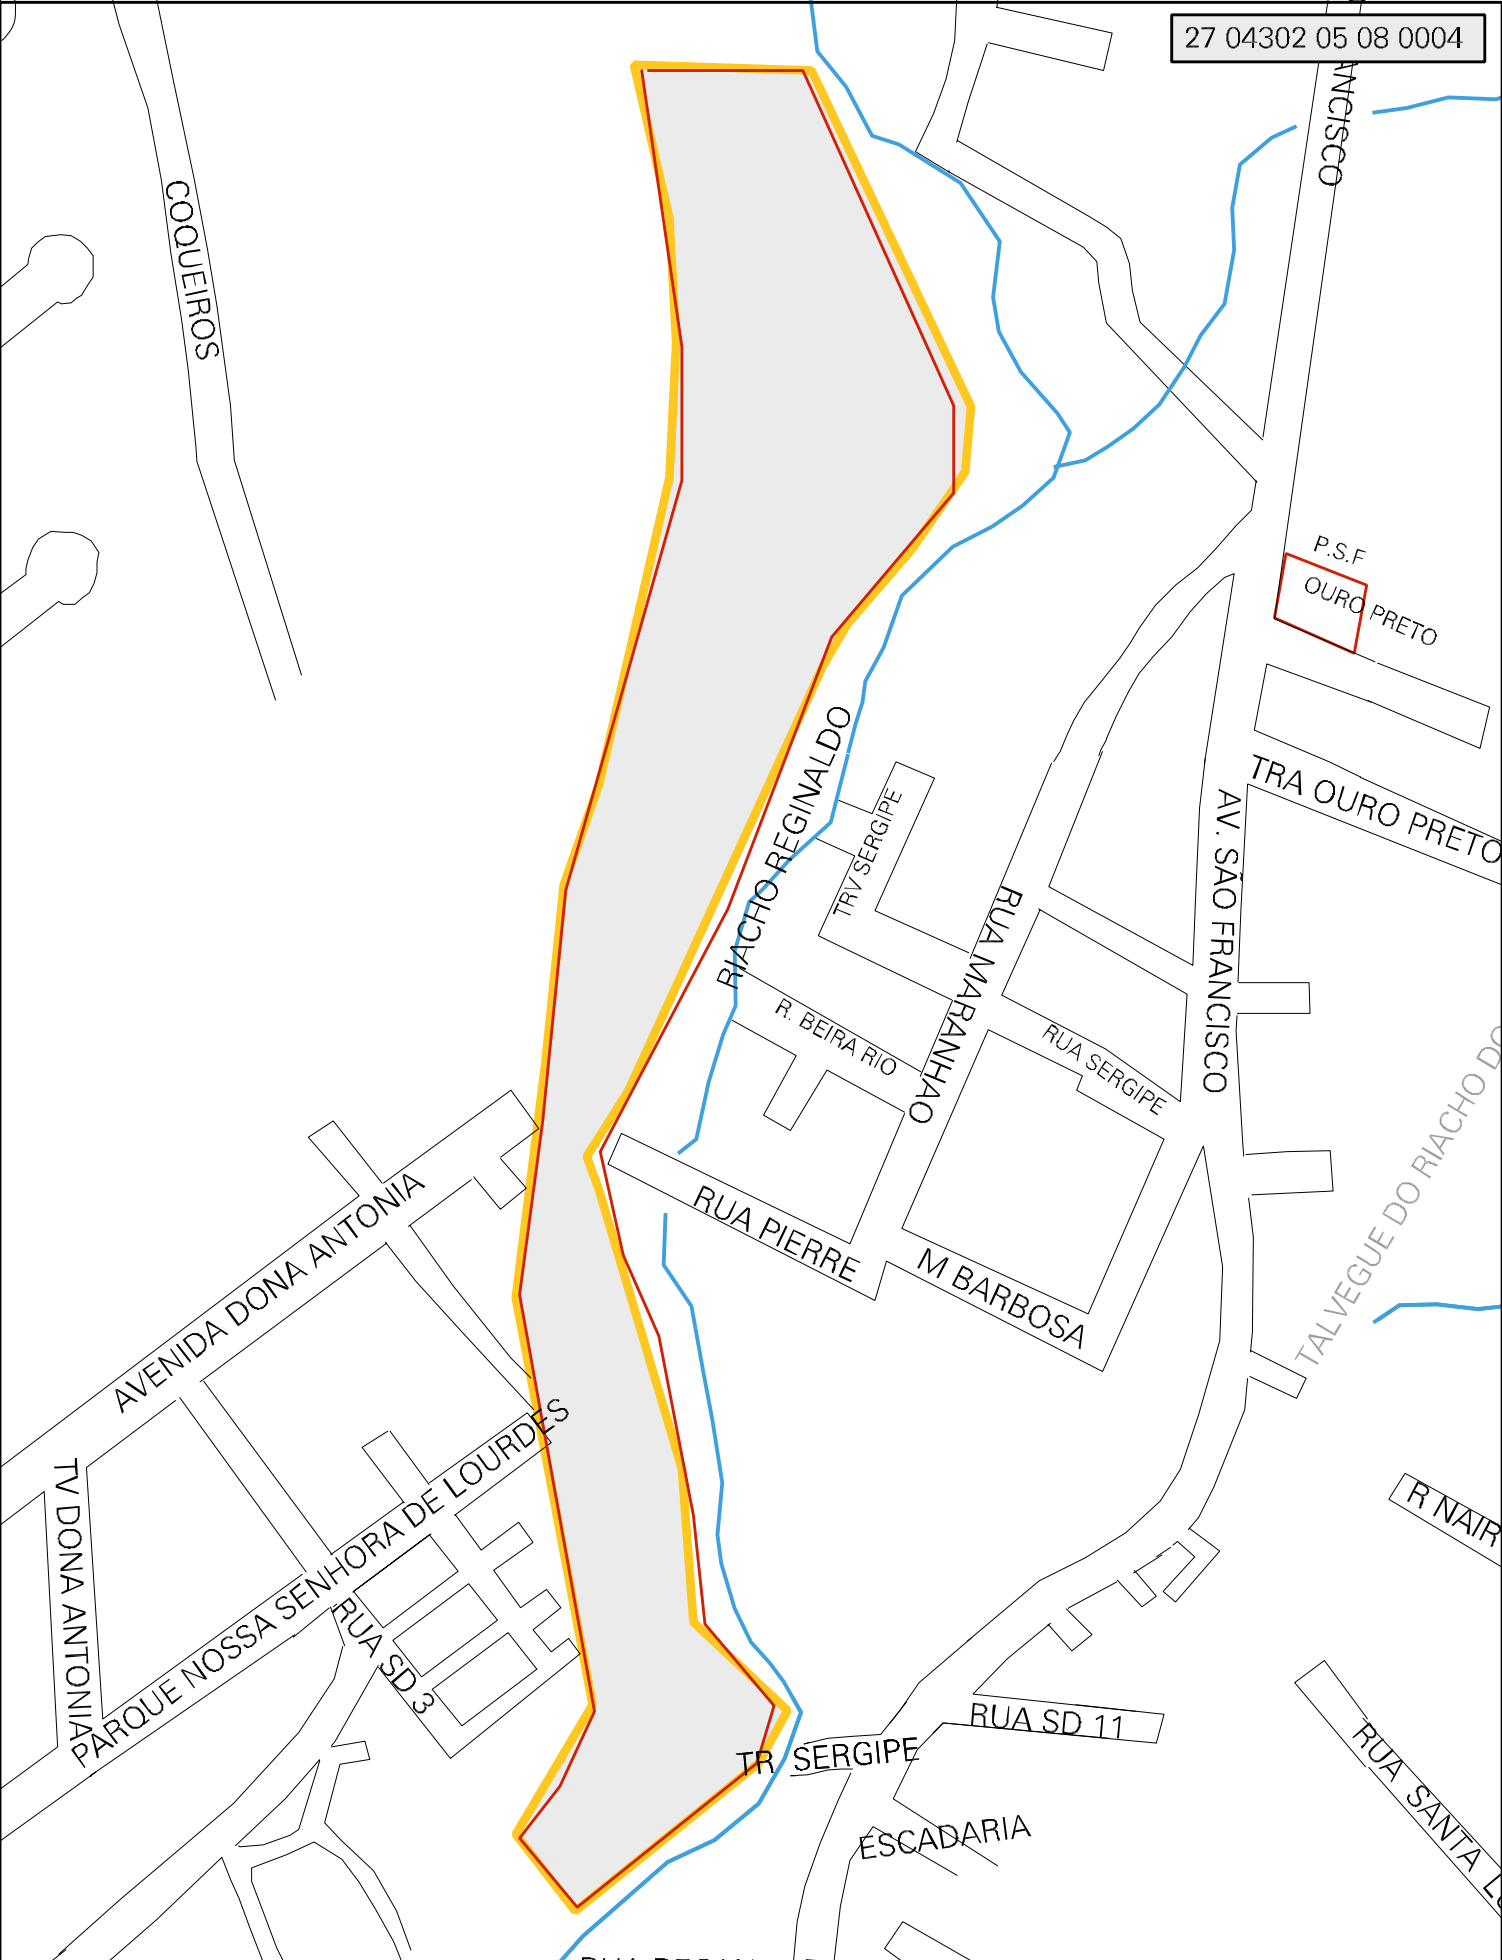 27 04302 05 08 0004
ANCISCO
COQUEIROS
P.S.F
OURO PRETO
RIACHO REGINALDO
TRV SERGIPE
TRA OURO PRETO
AV. SÃO FRANCISCO
RUA MARANHAO
R. BEIRA RIO
RUA SERGIPE
TALVEGUE DO RIACHO DO
AVENIDA DONA ANTONIA
RUA PIERRE
M BARBOSA
PARQUE NOSSA SENHORA DE LOURDES
TV DONA ANTONIA
R NAIR
RUA SD 3
RUA SD 11
TR SERGIPE
RUA SANTA
ESCADARIA